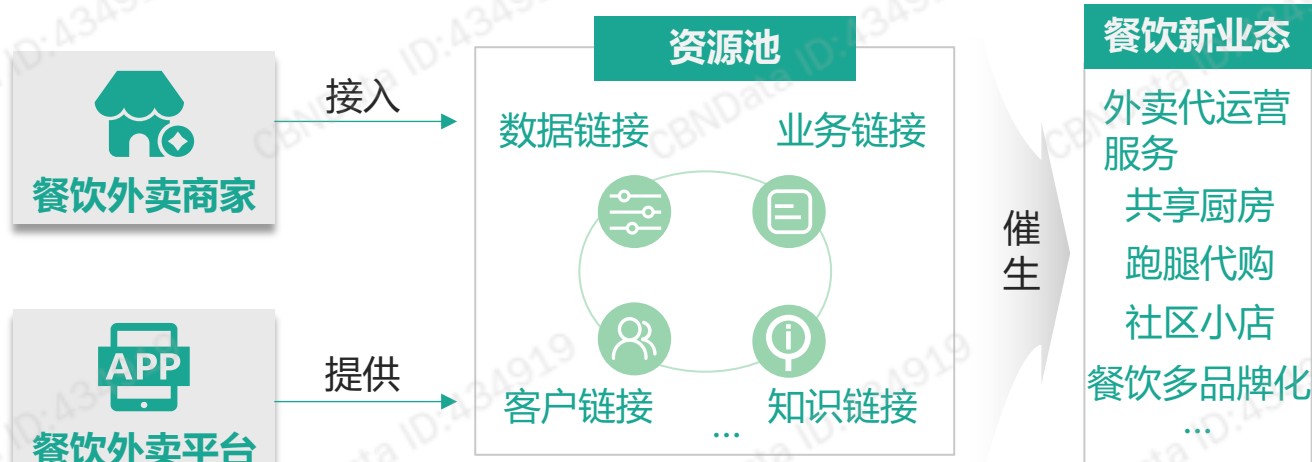 餐饮外卖商家
接入
APP
餐饮外卖平台
提供
资源池
数据链接
业务链接
客户链接
知识链接
...
催
生
餐饮新业态
外卖代运营
服务
共享厨房
跑腿代购
社区小店
餐饮多品牌化
...
CBNData ID:434919